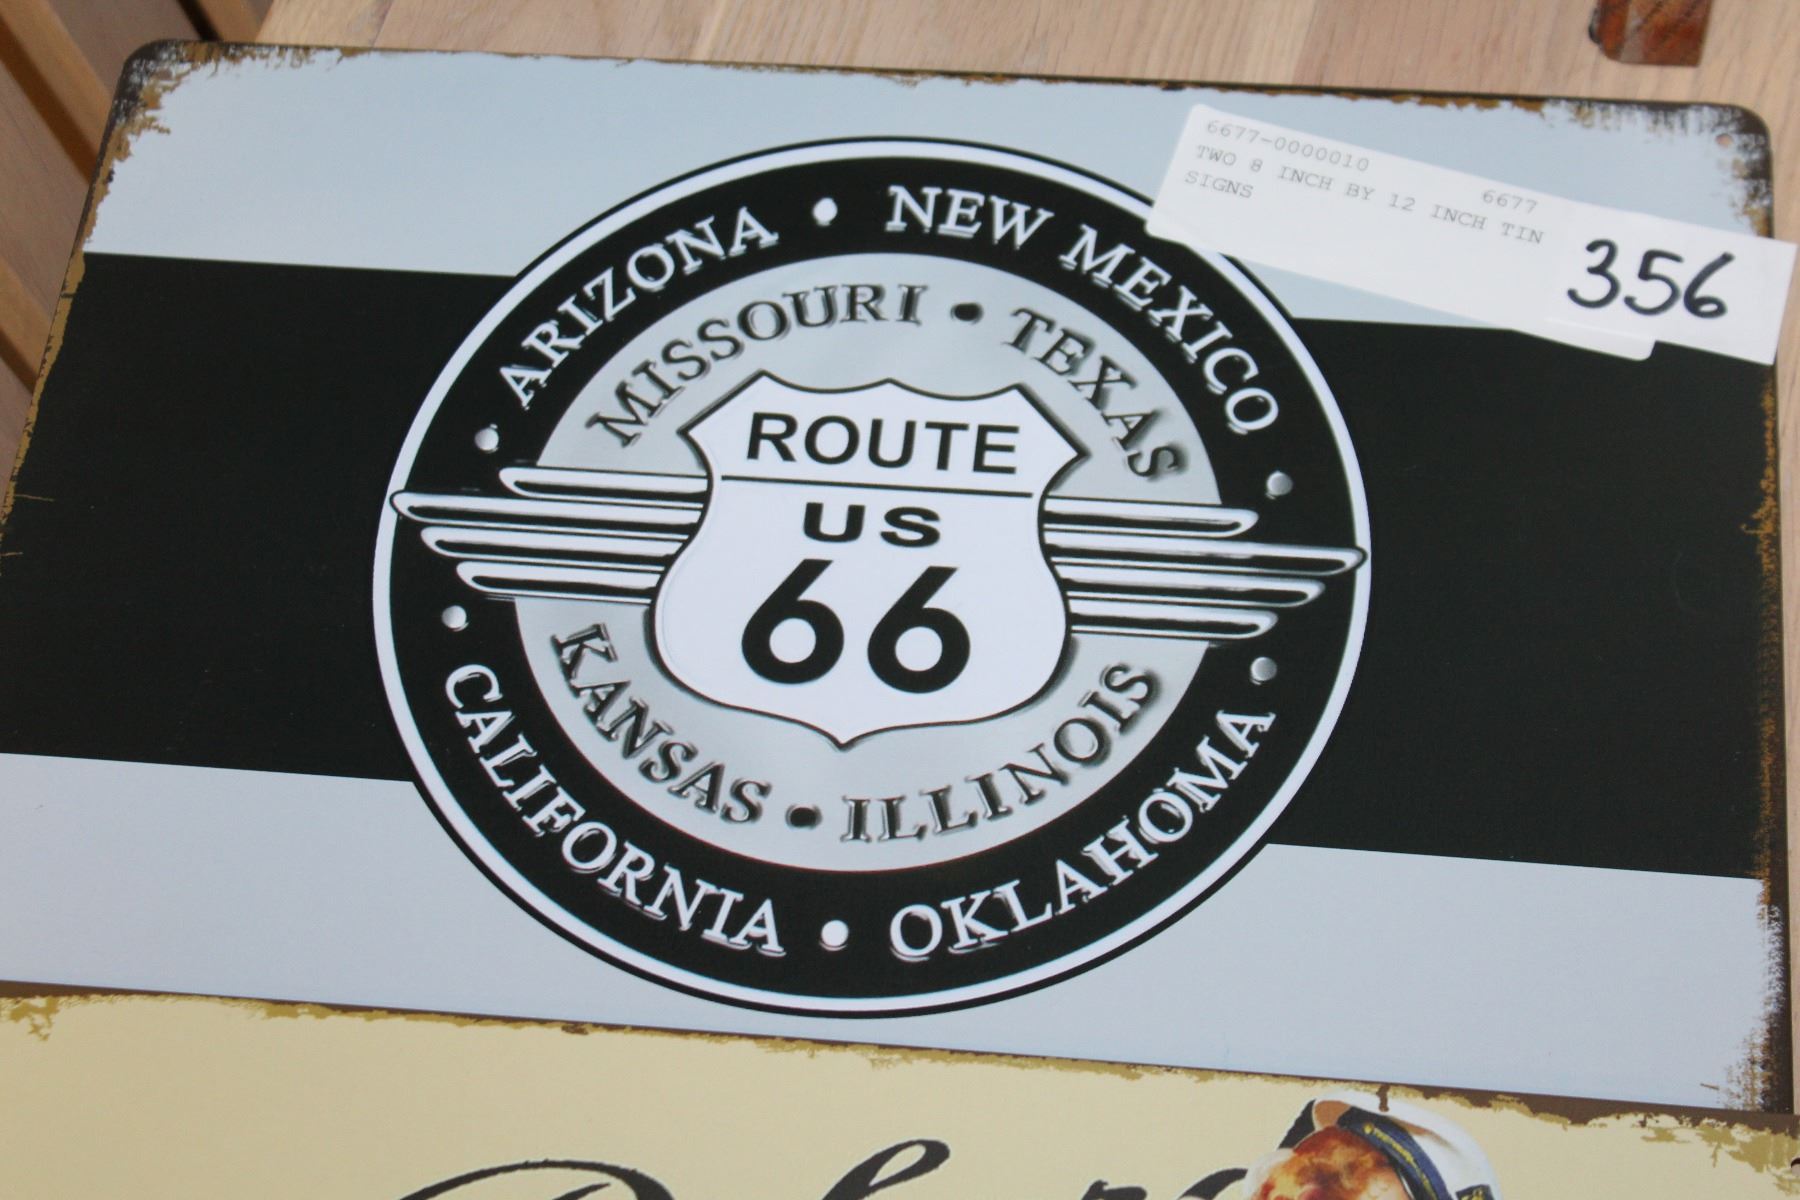 6677-0000010
6677
TWO 8 INCH BY 12 INCH TIN
SIGNS
356
ARIZONA • NEW MEXICO
MISSOURI • TEXAS
ROUTE
US
66
KANSAS • ILLINOIS
CALIFORNIA • OKLAHOMA